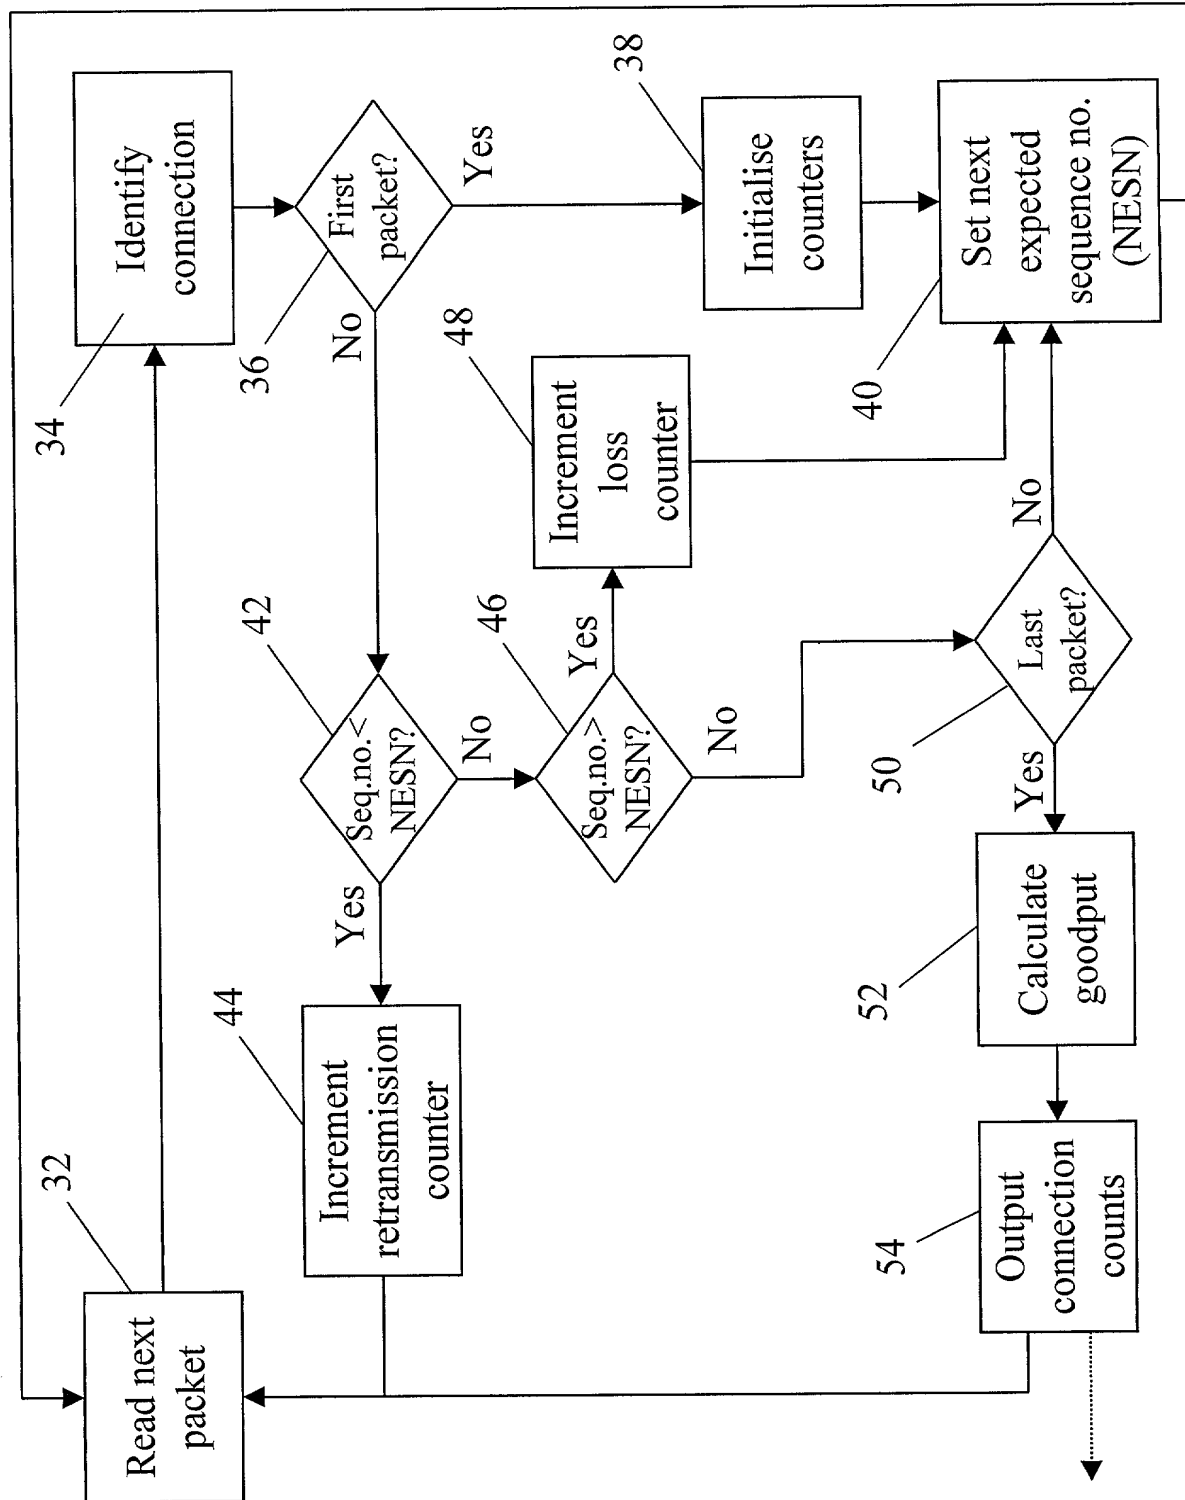 32
Read next
packet
34
Identify
connection
36
First
packet?
Yes
No
38
Initialise
counters
40
Set next
expected
sequence no.
(NESN)
42
Seq.no.<
NESN?
Yes
No
44
Increment
retransmission
counter
46
Seq.no.>
NESN?
Yes
No
48
Increment
loss
counter
50
Last
packet?
No
Yes
52
Calculate
goodput
54
Output
connection
counts